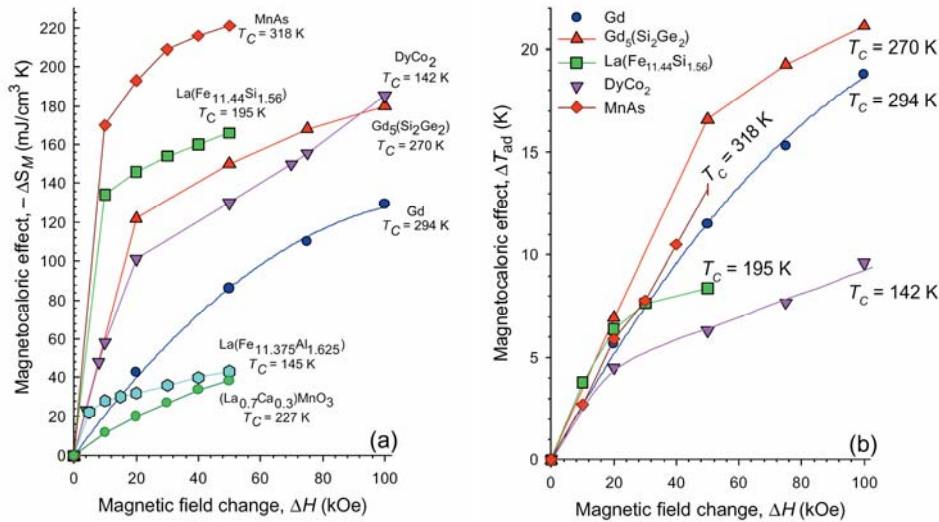 MnAs
T_C = 318 K
La(Fe11.44Si1.56)
T_C = 195 K
DyCo2
T_C = 142 K
Gd5(Si2Ge2)
T_C = 270 K
Gd
T_C = 294 K
La(Fe11.375Al1.625)
T_C = 145 K
(La0.7Ca0.3)MnO3
T_C = 227 K
(a)
220
200
180
160
140
120
100
80
60
40
20
0
0 20 40 60 80 100
Magnetocaloric effect, – ΔS_M (mJ/cm³ K)
Magnetic field change, ΔH (kOe)
Gd
Gd5(Si2Ge2)
La(Fe11.44Si1.56)
DyCo2
MnAs
T_C = 270 K
T_C = 294 K
T_C = 318 K
T_C = 195 K
T_C = 142 K
(b)
20
15
10
5
0
0 20 40 60 80 100
Magnetocaloric effect, ΔT_ad (K)
Magnetic field change, ΔH (kOe)